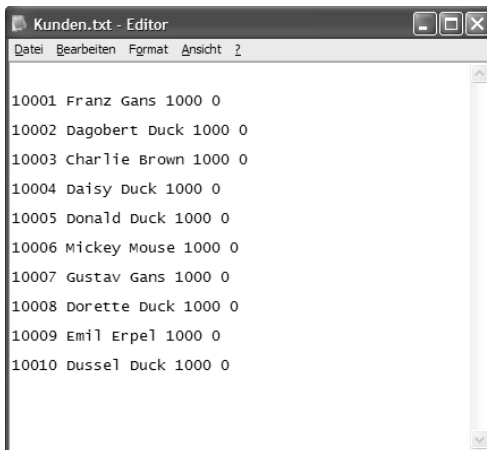 Kunden.txt - Editor
Datei Bearbeiten Format Ansicht ?
10001 Franz Gans 1000 0
10002 Dagobert Duck 1000 0
10003 Charlie Brown 1000 0
10004 Daisy Duck 1000 0
10005 Donald Duck 1000 0
10006 Mickey Mouse 1000 0
10007 Gustav Gans 1000 0
10008 Dorette Duck 1000 0
10009 Emil Erpel 1000 0
10010 Dussel Duck 1000 0